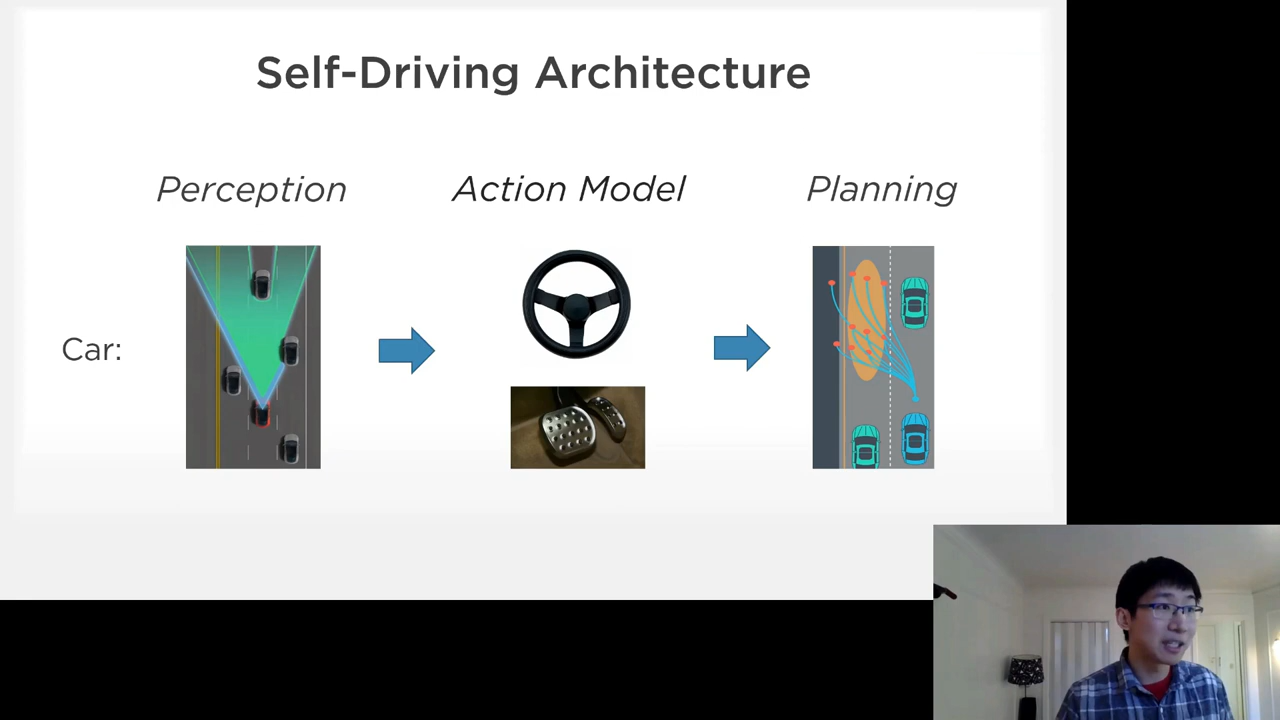 Self-Driving Architecture
Perception
Action Model
Planning
Car: